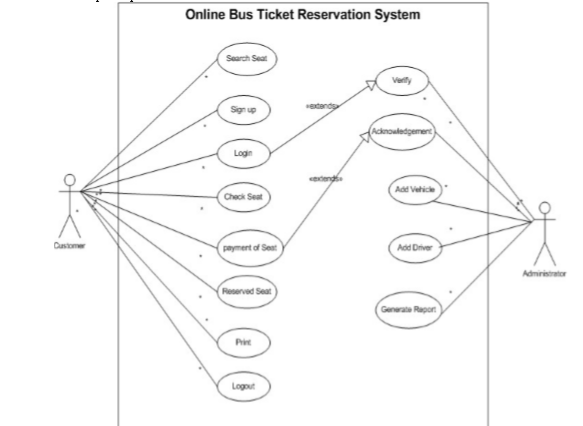 Online Bus Ticket Reservation System
Search Seat
Sign up
Login
Check Seat
payment of Seat
Reserved Seat
Print
Logout
«extends»
«extends»
Verify
Acknowledgement
Add Vehicle
Add Driver
Generate Report
Customer
Administrator